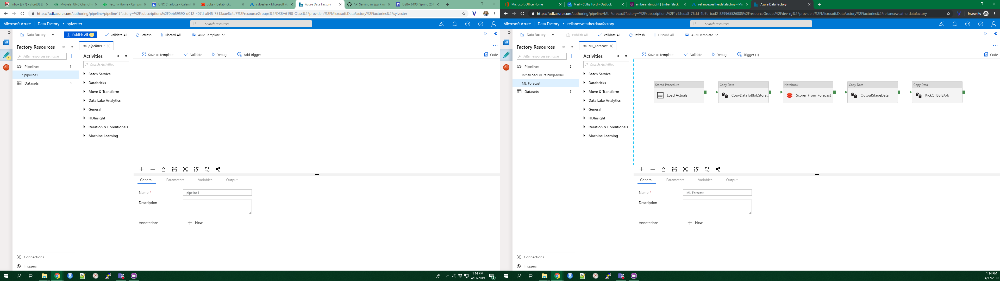 Inbox (377) - cford38@
MyEvals: UNC Charlott
Faculty Home - Campu
UNC Charlotte - Calen
Jobs - Databricks
sylvester - Microsoft A
Azure Data Factory
API Serving in Spark us
DSBA 6190 [Spring 201
https://adf.azure.com/authoring/pipeline/pipeline1?factory=%2Fsubscriptions%2F0bb59590-d012-407d-a545-7513aae8c4a7%2FresourceGroups%2FDSBA6190-Class%2Fproviders%2FMicrosoft.DataFactory%2Ffactories%2Fsylvester
Microsoft Azure
Data Factory
sylvester
Search resources
Data Factory
Publish All 1
Validate All
Refresh
Discard All
ARM Template
Factory Resources
Filter resources by name
Pipelines 1
* pipeline1
Datasets 0
Connections
Triggers
pipeline1 *
Activities
Search Activities
Batch Service
Databricks
Move & Transform
Data Lake Analytics
General
HDInsight
Iteration & Conditionals
Machine Learning
Save as template
Validate
Debug
Add trigger
Code
General
Parameters
Variables
Output
Name *
pipeline1
Description
Annotations
New
1:14 PM
4/17/2019
2
Microsoft Office Home
Mail - Colby Ford - Outlook
emberandinsight | Ember Slack
relianceweatherdatafactory - Mic
Azure Data Factory
https://adf.azure.com/authoring/pipeline/ML_Forecast?factory=%2Fsubscriptions%2F1c93eda8-76dd-4b7e-bad2-829965526885%2FresourceGroups%2Fdev-rg%2Fproviders%2FMicrosoft.DataFactory%2Ffactories%2Frelianceweatherdatafactory
Incognito
Microsoft Azure
Data Factory
relianceweatherdatafactory
Search resources
Data Factory
Publish All
Validate All
Refresh
Discard All
ARM Template
Factory Resources
Filter resources by name
Pipelines 2
InitialLoadForTrainingModel
ML_Forecast
Datasets 7
Connections
Triggers
ML_Forecast
Activities
Search Activities
Batch Service
Databricks
Move & Transform
Data Lake Analytics
General
HDInsight
Iteration & Conditionals
Machine Learning
Save as template
Validate
Debug
Trigger (1)
Code
Stored Procedure
Load Actuals
Copy Data
CopyDataToBlobStora...
Notebook
Scorer_From_Forecast
Copy Data
OutputStageData
Copy Data
KickOffSSISJob
General
Parameters
Variables
Output
Name *
ML_Forecast
Description
Annotations
New
1:14 PM
4/17/2019